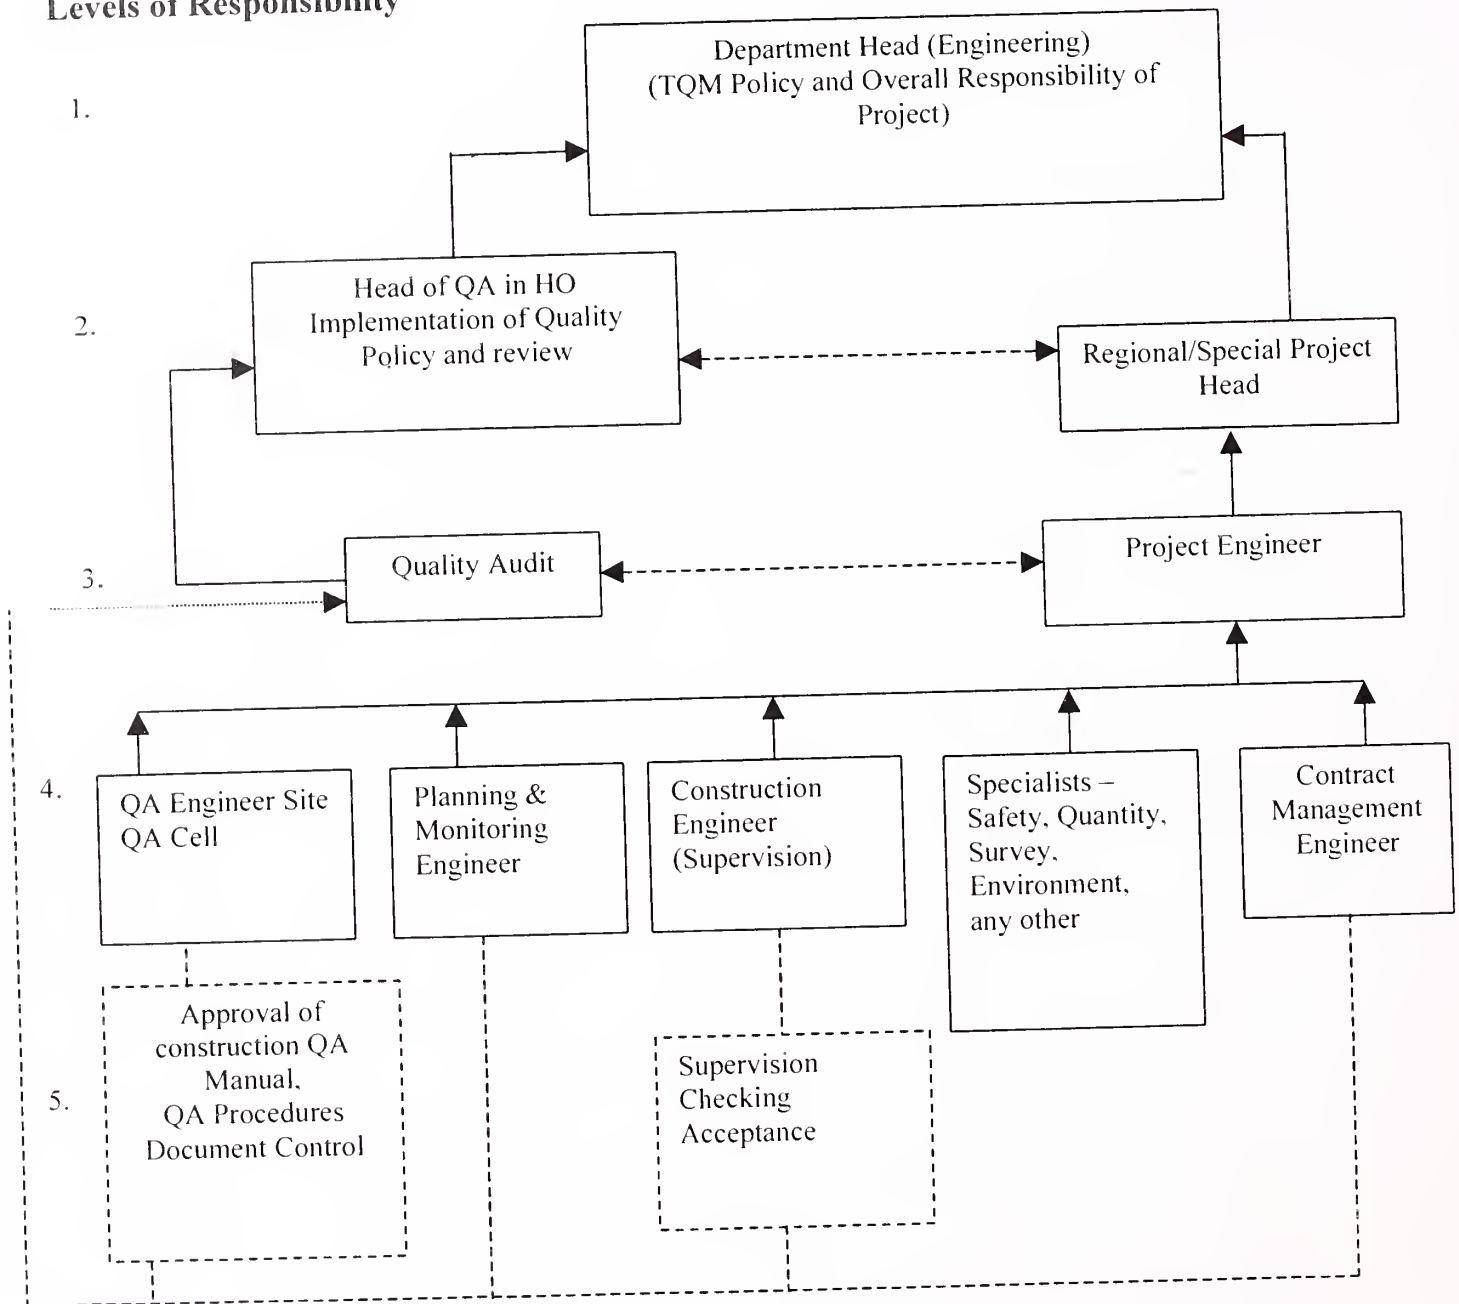 Levels of Responsibility
Department Head (Engineering)
(TQM Policy and Overall Responsibility of
Project)
1.
Head of QA in HO
Implementation of Quality
Policy and review
2.
Regional/Special Project
Head
Quality Audit
Project Engineer
3.
4.
QA Engineer Site
QA Cell
Planning &
Monitoring
Engineer
Construction
Engineer
(Supervision)
Specialists –
Safety, Quantity,
Survey,
Environment,
any other
Contract
Management
Engineer
5.
Approval of
construction QA
Manual,
QA Procedures
Document Control
Supervision
Checking
Acceptance